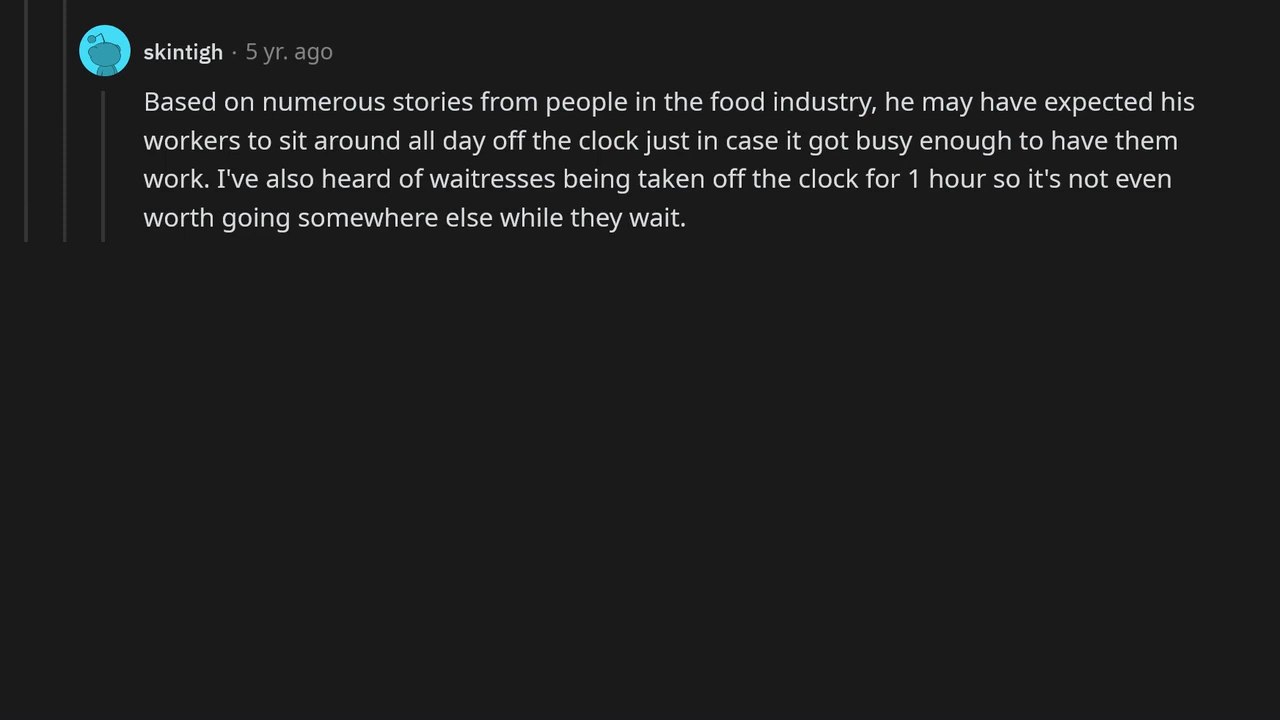 skintigh · 5 yr. ago
Based on numerous stories from people in the food industry, he may have expected his
workers to sit around all day off the clock just in case it got busy enough to have them
work. I've also heard of waitresses being taken off the clock for 1 hour so it's not even
worth going somewhere else while they wait.